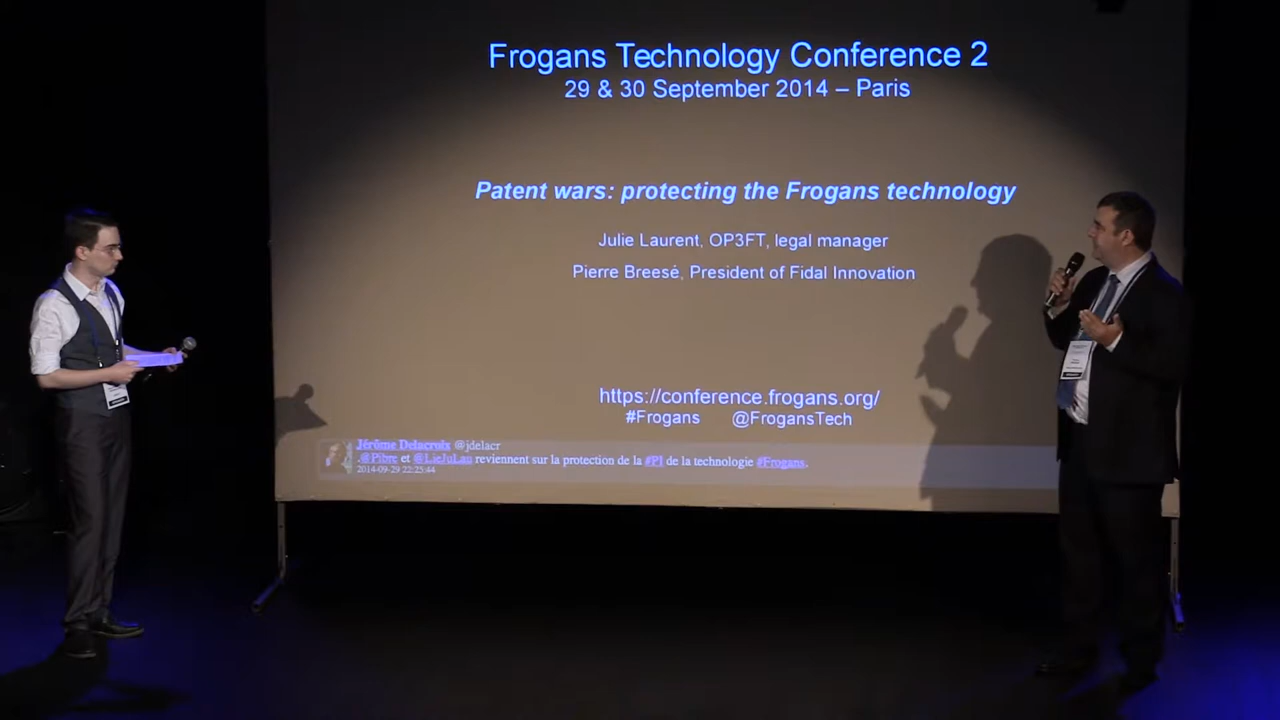 Frogans Technology Conference 2
29 & 30 September 2014 – Paris
Patent wars: protecting the Frogans technology
Julie Laurent, OP3FT, legal manager
Pierre Breesé, President of Fidal Innovation
https://conference.frogans.org/
#Frogans @FrogansTech
Jérôme Delacroix @jdelacr
.@Pibre et @LieJuLau reviennent sur la protection de la #PI de la technologie #Frogans.
2014-09-29 22:25:44